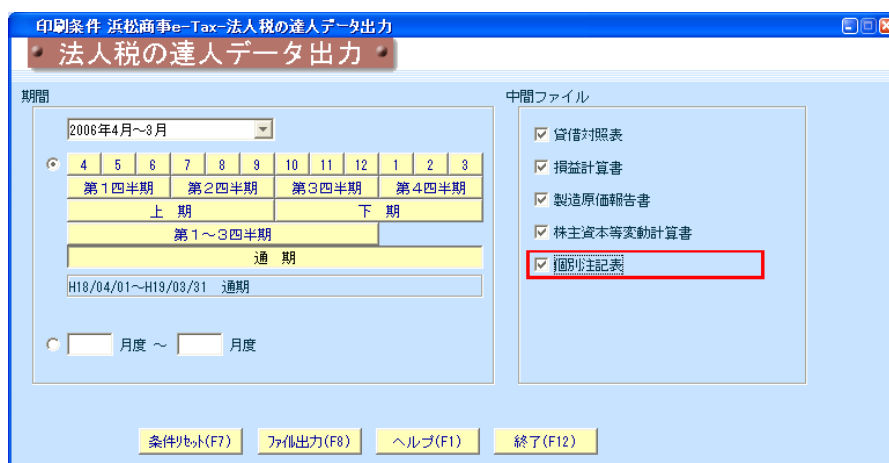 印刷条件 浜松商事e-Tax-法人税の達人データ出力
法人税の達人データ出力
期間
2006年4月～3月
4 5 6 7 8 9 10 11 12 1 2 3
第1四半期 第2四半期 第3四半期 第4四半期
上 期 下 期
第1～3四半期
通 期
H18/04/01～H19/03/31 通期
月度 ～ 月度
中間ファイル
貸借対照表
損益計算書
製造原価報告書
株主資本等変動計算書
個別注記表
条件ﾘｾｯﾄ(F7) ﾌｧｲﾙ出力(F8) ヘルプ(F1) 終了(F12)